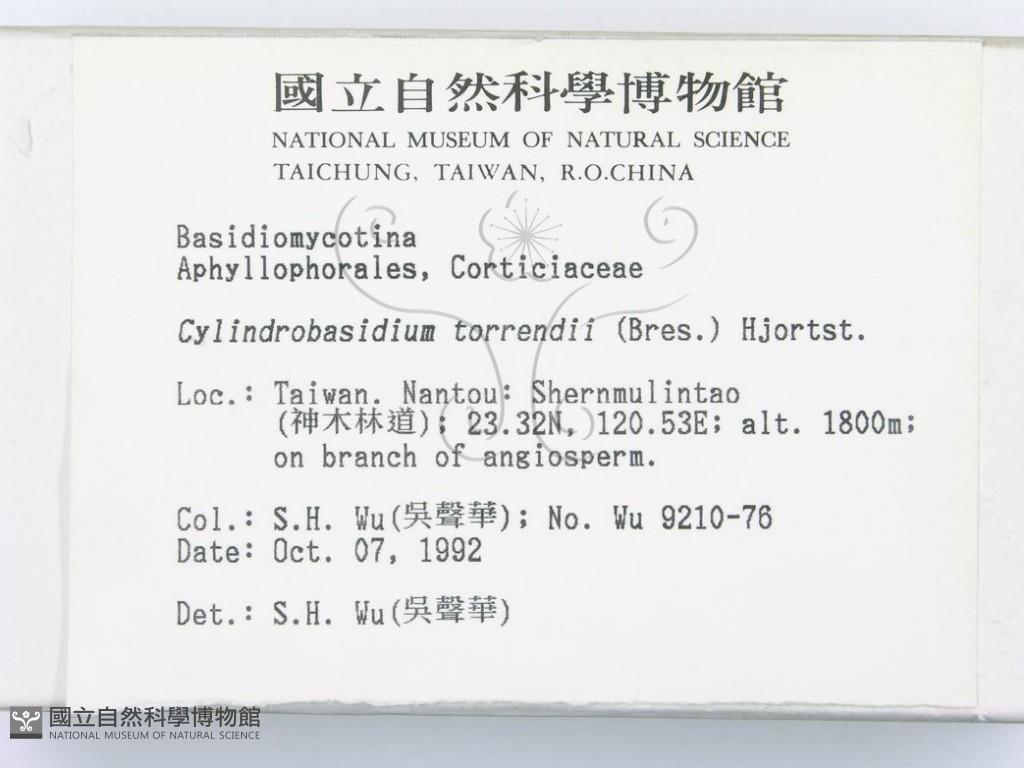 國立自然科學博物館
NATIONAL MUSEUM OF NATURAL SCIENCE
TAICHUNG, TAIWAN, R.O.CHINA
Basidiomycotina
Aphyllophorales, Corticiaceae
Cylindrobasidium torrendii (Bres.) Hjortst.
Loc.: Taiwan. Nantou: Shernmulintao
(神木林道); 23.32N, 120.53E; alt. 1800m;
on branch of angiosperm.
Col.: S.H. Wu(吳聲華); No. Wu 9210-76
Date: Oct. 07, 1992
Det.: S.H. Wu(吳聲華)
國立自然科學博物館
NATIONAL MUSEUM OF NATURAL SCIENCE